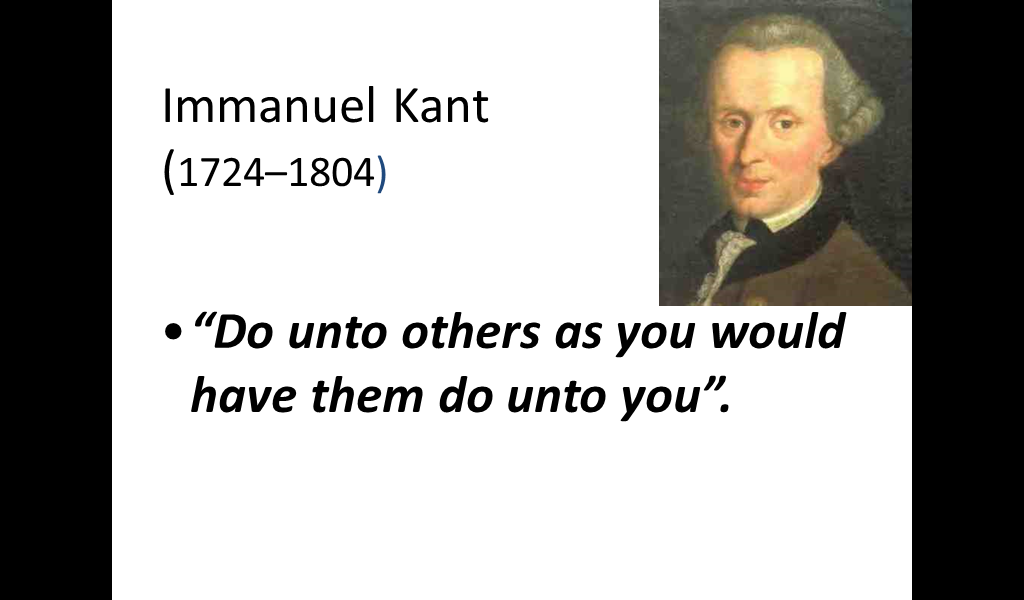 Immanuel Kant
(1724–1804)
•“Do unto others as you would
have them do unto you”.